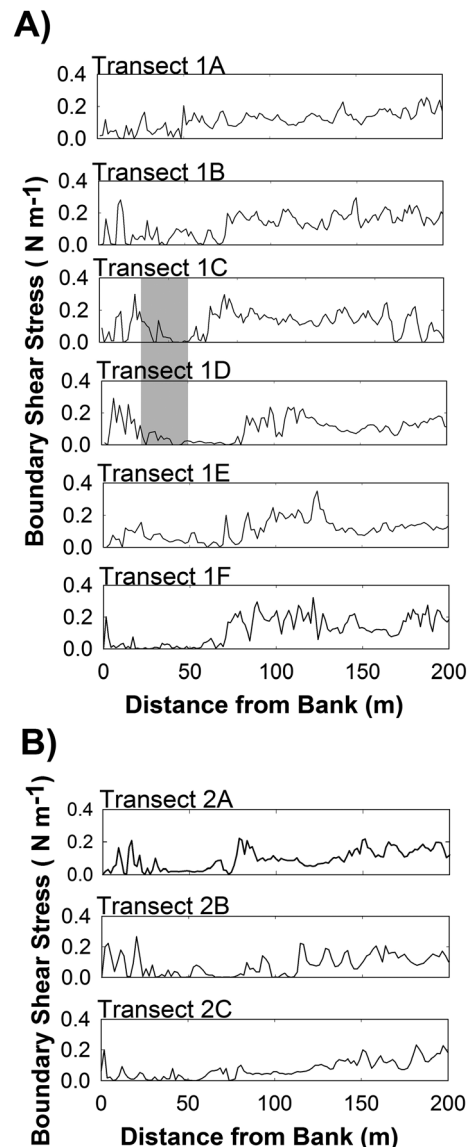 A)
Transect 1A
0.4
0.2
0.0
Transect 1B
0.4
0.2
0.0
Transect 1C
0.4
0.2
0.0
Transect 1D
0.4
0.2
0.0
Transect 1E
0.4
0.2
0.0
Transect 1F
0.4
0.2
0.0
Boundary Shear Stress ( N m-1)
0 50 100 150 200
Distance from Bank (m)
B)
Transect 2A
0.4
0.2
0.0
Transect 2B
0.4
0.2
0.0
Transect 2C
0.4
0.2
0.0
Boundary Shear Stress ( N m-1)
0 50 100 150 200
Distance from Bank (m)